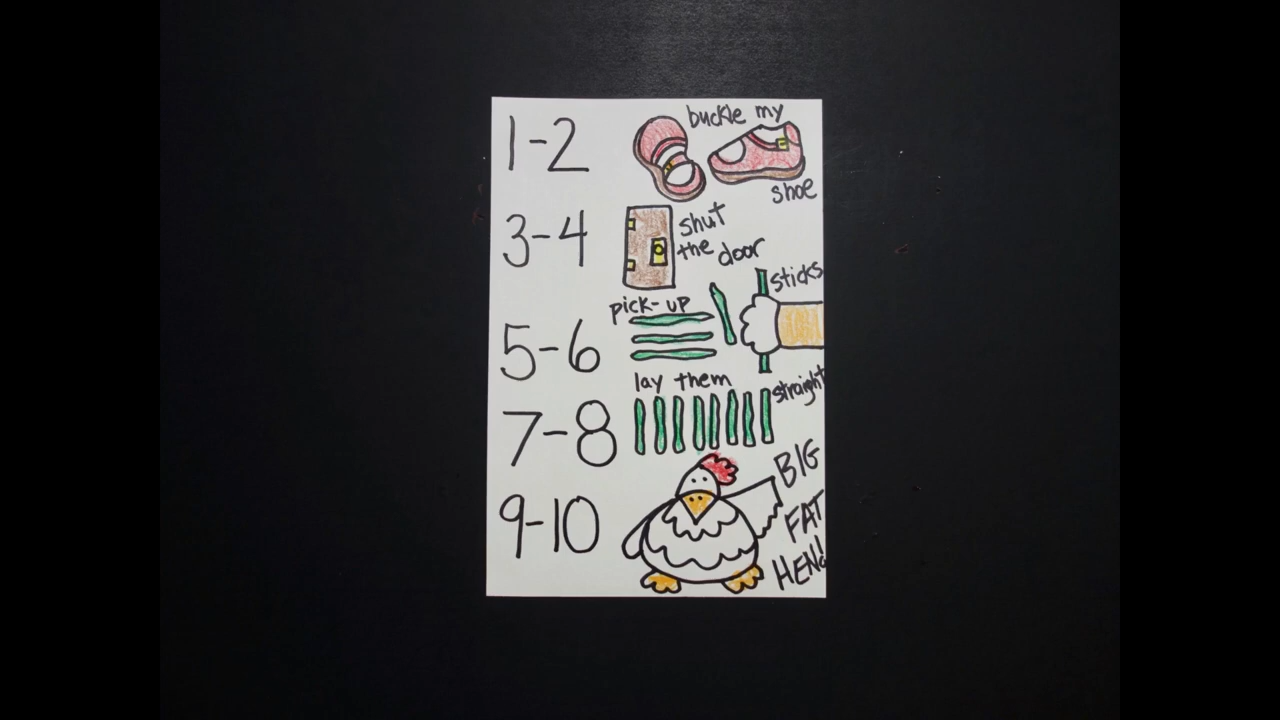 1-2
buckle my
shoe
3-4
shut
the door
5-6
pick-up
sticks
7-8
lay them
straight
9-10
BIG
FAT
HEN!